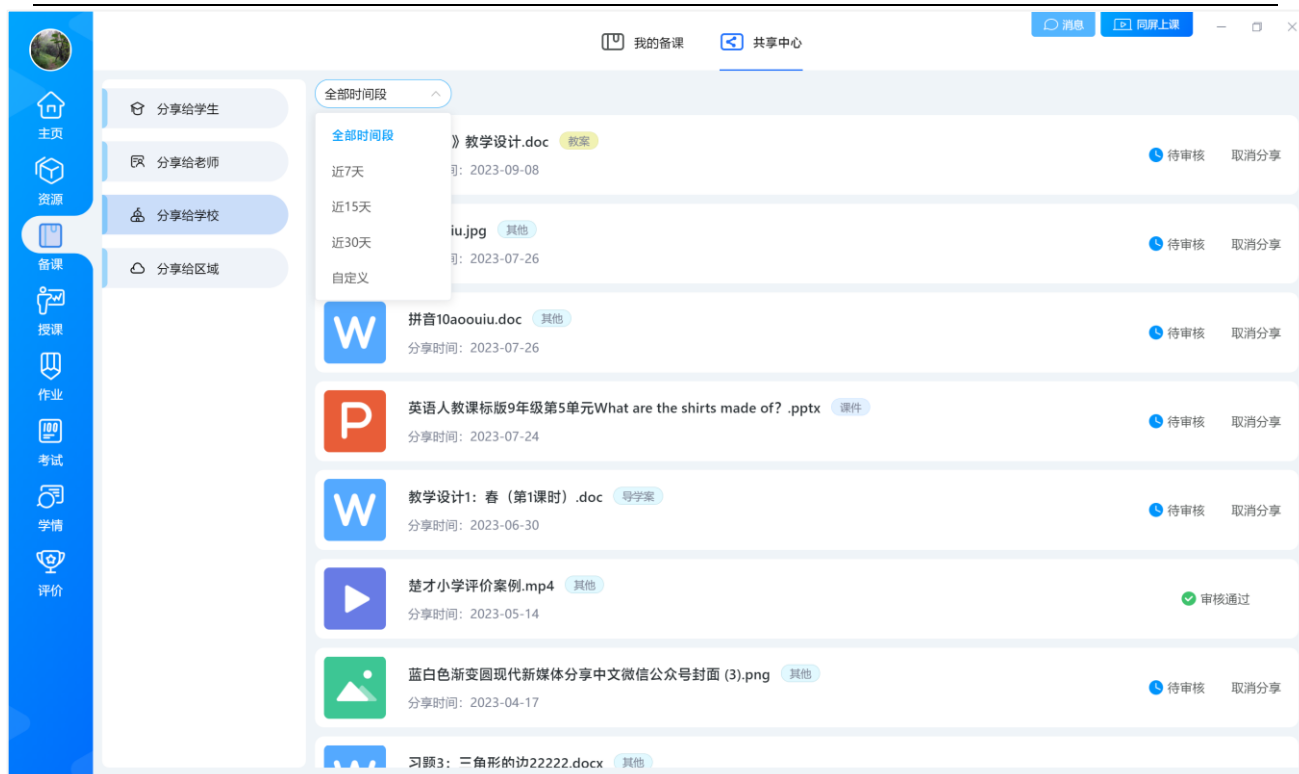 消息
同屏上课
我的备课
共享中心
主页
资源
备课
授课
作业
100
考试
学情
评价
分享给学生
分享给老师
分享给学校
分享给区域
全部时间段
全部时间段
近7天
近15天
近30天
自定义
》教学设计.doc 教案
间：2023-09-08
待审核 取消分享
iu.jpg 其他
间：2023-07-26
待审核 取消分享
W
拼音10aoouiu.doc 其他
分享时间：2023-07-26
待审核 取消分享
P
英语人教课标版9年级第5单元What are the shirts made of？.pptx 课件
分享时间：2023-07-24
待审核 取消分享
W
教学设计1：春（第1课时）.doc 导学案
分享时间：2023-06-30
待审核 取消分享
楚才小学评价案例.mp4 其他
分享时间：2023-05-14
审核通过
蓝白色渐变圆现代新媒体分享中文微信公众号封面 (3).png 其他
分享时间：2023-04-17
待审核 取消分享
习题3：三角形的边22222.docx 其他